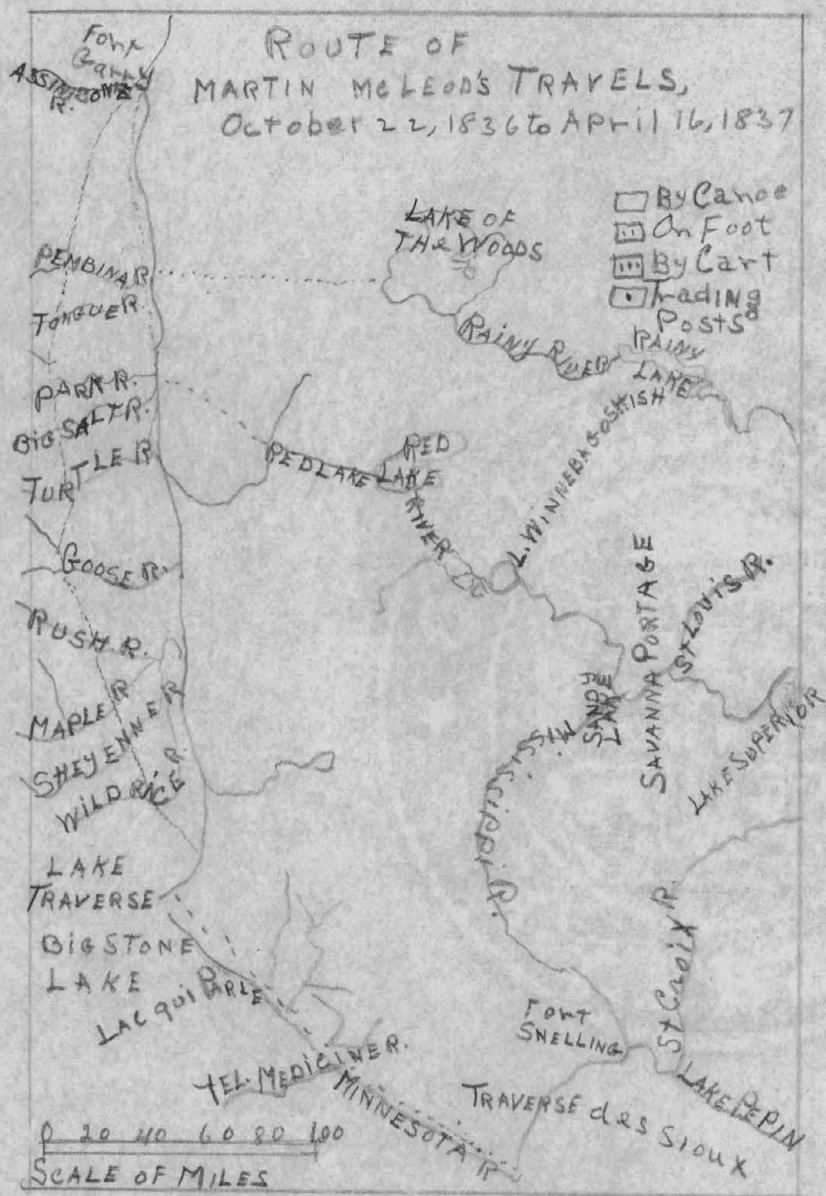 ROUTE OF
MARTIN McLEOD'S TRAVELS,
October 22, 1836 to April 16, 1837
Fort
Garry
ASSINIBOINE
R.
By Canoe
On Foot
By Cart
Trading
Posts
LAKE OF
The WOODS
PEMBINA R.
TONGUE R.
RAINY RIVER
RAINY
LAKE
PARK R.
BIG SALT R.
TURTLE R.
RED LAKE
RIVER
RED
LAKE
L. WINNEBAGOSHISH
GOOSE R.
RUSH R.
MAPLE R.
SHEYENNE R
WILD RICE R.
SANDY
LAKE
SAVANNA PORTAGE
St LOUIS R.
LAKE SUPERIOR
Mississippi R.
LAKE
TRAVERSE
BIG STONE
LAKE
LAC qui PARLE
St Croix R.
Fort
SNELLING
LAKE PEPIN
YEL. MEDICINE R.
MINNESOTA R
TRAVERSE des SIOUX
0 20 40 60 80 100
SCALE OF MILES